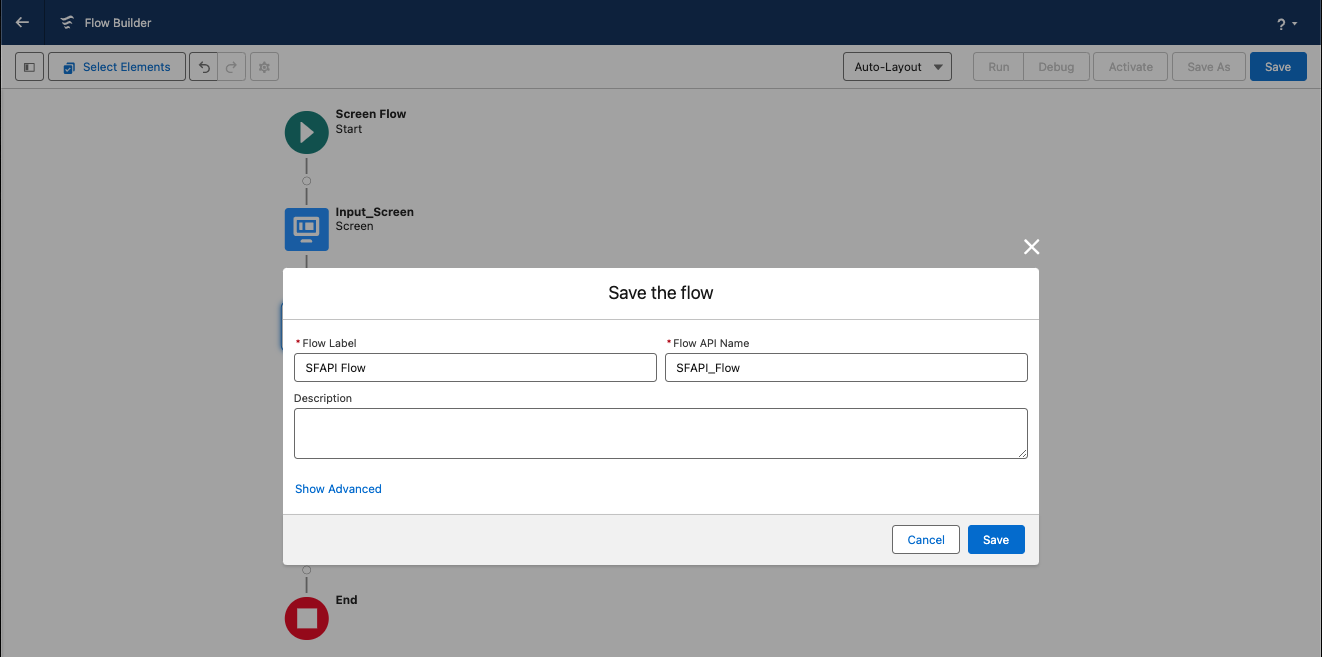 Flow Builder
?
Select Elements
Auto-Layout
Run
Debug
Activate
Save As
Save
Screen Flow
Start
Input_Screen
Screen
Save the flow
* Flow Label
* Flow API Name
SFAPI Flow
SFAPI_Flow
Description
Show Advanced
Cancel
Save
End